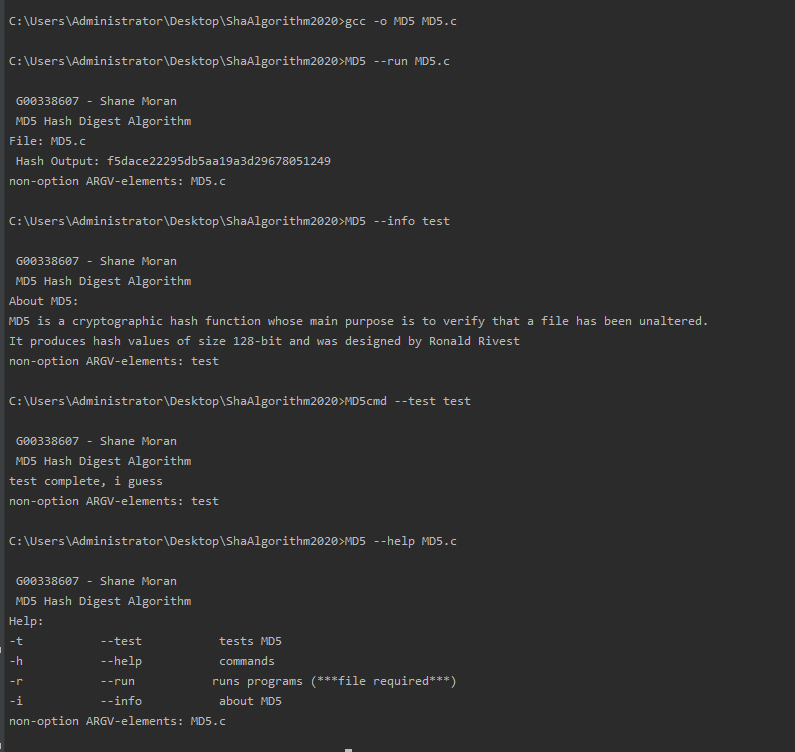 C:\Users\Administrator\Desktop\ShaAlgorithm2020>gcc -o MD5 MD5.c
C:\Users\Administrator\Desktop\ShaAlgorithm2020>MD5 --run MD5.c
G00338607 - Shane Moran
MD5 Hash Digest Algorithm
File: MD5.c
Hash Output: f5dace22295db5aa19a3d29678051249
non-option ARGV-elements: MD5.c
C:\Users\Administrator\Desktop\ShaAlgorithm2020>MD5 --info test
G00338607 - Shane Moran
MD5 Hash Digest Algorithm
About MD5:
MD5 is a cryptographic hash function whose main purpose is to verify that a file has been unaltered.
It produces hash values of size 128-bit and was designed by Ronald Rivest
non-option ARGV-elements: test
C:\Users\Administrator\Desktop\ShaAlgorithm2020>MD5cmd --test test
G00338607 - Shane Moran
MD5 Hash Digest Algorithm
test complete, i guess
non-option ARGV-elements: test
C:\Users\Administrator\Desktop\ShaAlgorithm2020>MD5 --help MD5.c
G00338607 - Shane Moran
MD5 Hash Digest Algorithm
Help:
-t --test tests MD5
-h --help commands
-r --run runs programs (***file required***)
-i --info about MD5
non-option ARGV-elements: MD5.c